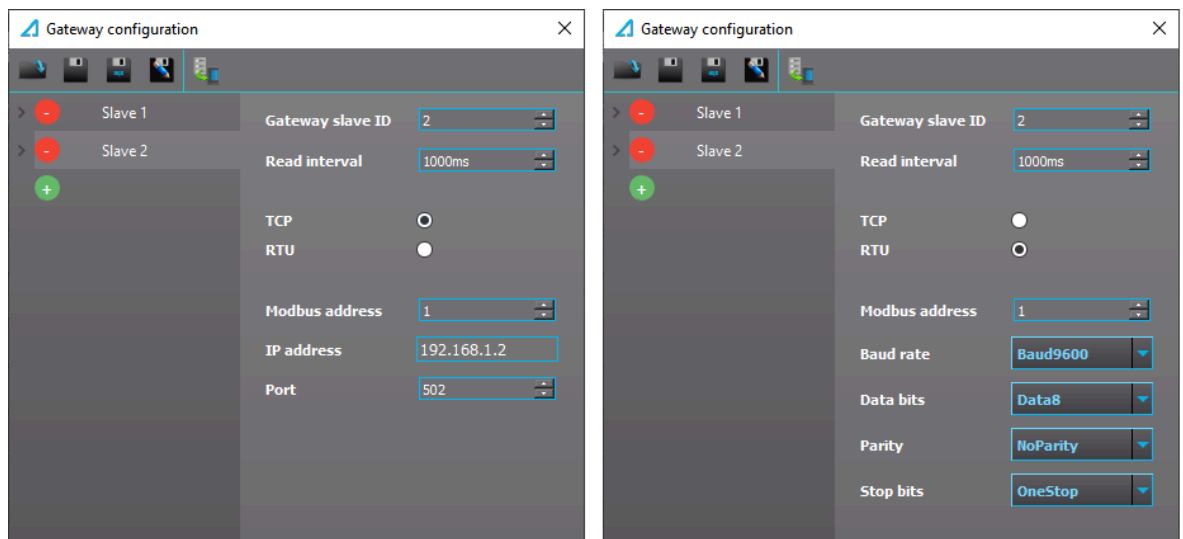 Gateway configuration
Slave 1
Slave 2
Gateway slave ID 2
Read interval 1000ms
TCP
RTU
Modbus address 1
IP address 192.168.1.2
Port 502
Gateway configuration
Slave 1
Slave 2
Gateway slave ID 2
Read interval 1000ms
TCP
RTU
Modbus address 1
Baud rate Baud9600
Data bits Data8
Parity NoParity
Stop bits OneStop